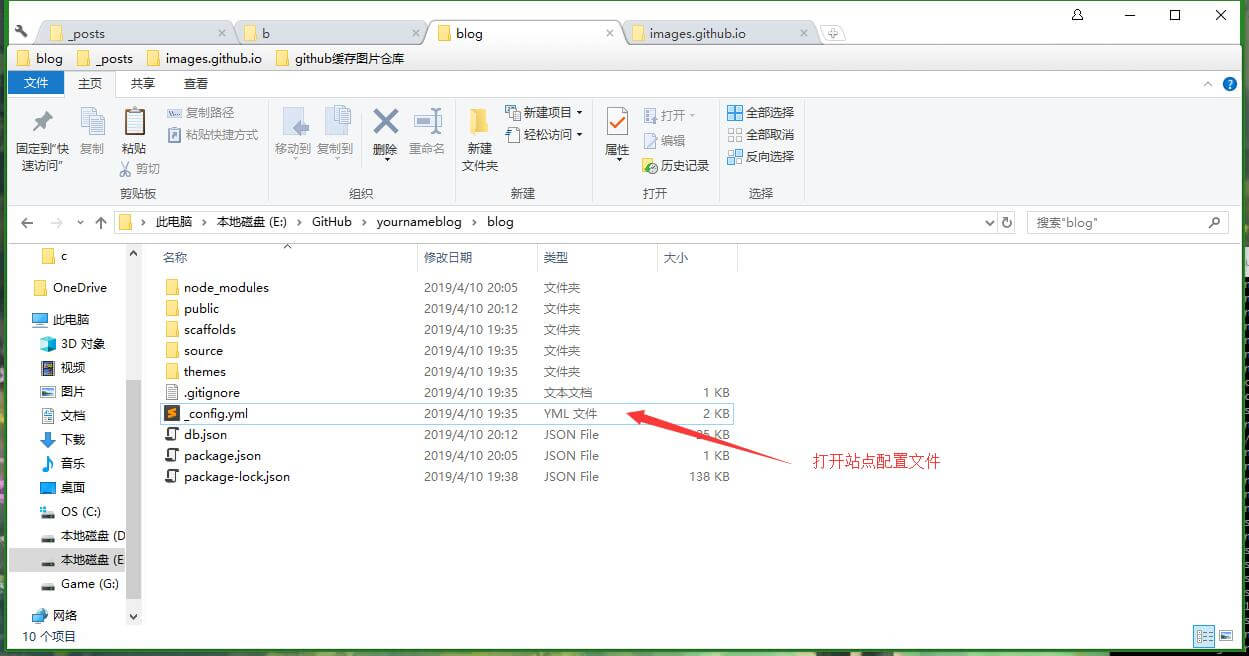 _posts
b
blog
images.github.io
blog
_posts
images.github.io
github缓存图片仓库
文件
主页
共享
查看
固定到"快
速访问"
复制
粘贴
复制路径
粘贴快捷方式
剪切
剪贴板
移动到
复制到
删除
重命名
组织
新建
文件夹
新建项目
轻松访问
新建
属性
打开
编辑
历史记录
打开
全部选择
全部取消
反向选择
选择
此电脑 › 本地磁盘 (E:) › GitHub › yournameblog › blog
搜索"blog"
c
OneDrive
此电脑
3D 对象
视频
图片
文档
下载
音乐
桌面
OS (C:)
本地磁盘 (D
本地磁盘 (E
Game (G:)
网络
名称 修改日期 类型 大小
node_modules 2019/4/10 20:05 文件夹
public 2019/4/10 20:12 文件夹
scaffolds 2019/4/10 19:35 文件夹
source 2019/4/10 19:35 文件夹
themes 2019/4/10 19:35 文件夹
.gitignore 2019/4/10 19:35 文本文档 1 KB
_config.yml 2019/4/10 19:35 YML 文件 2 KB
db.json 2019/4/10 20:12 JSON File KB
package.json 2019/4/10 20:05 JSON File 1 KB
package-lock.json 2019/4/10 19:38 JSON File 138 KB
打开站点配置文件
10 个项目